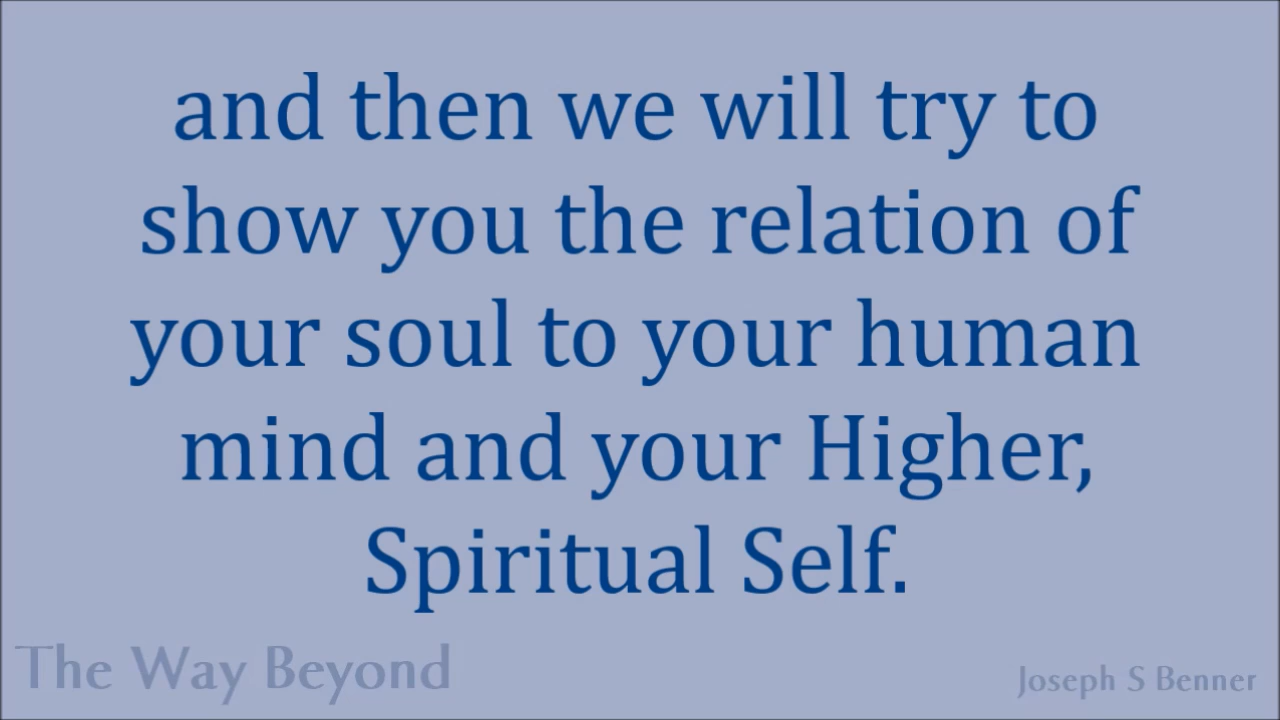 and then we will try to
show you the relation of
your soul to your human
mind and your Higher,
Spiritual Self.
The Way Beyond
Joseph S Benner